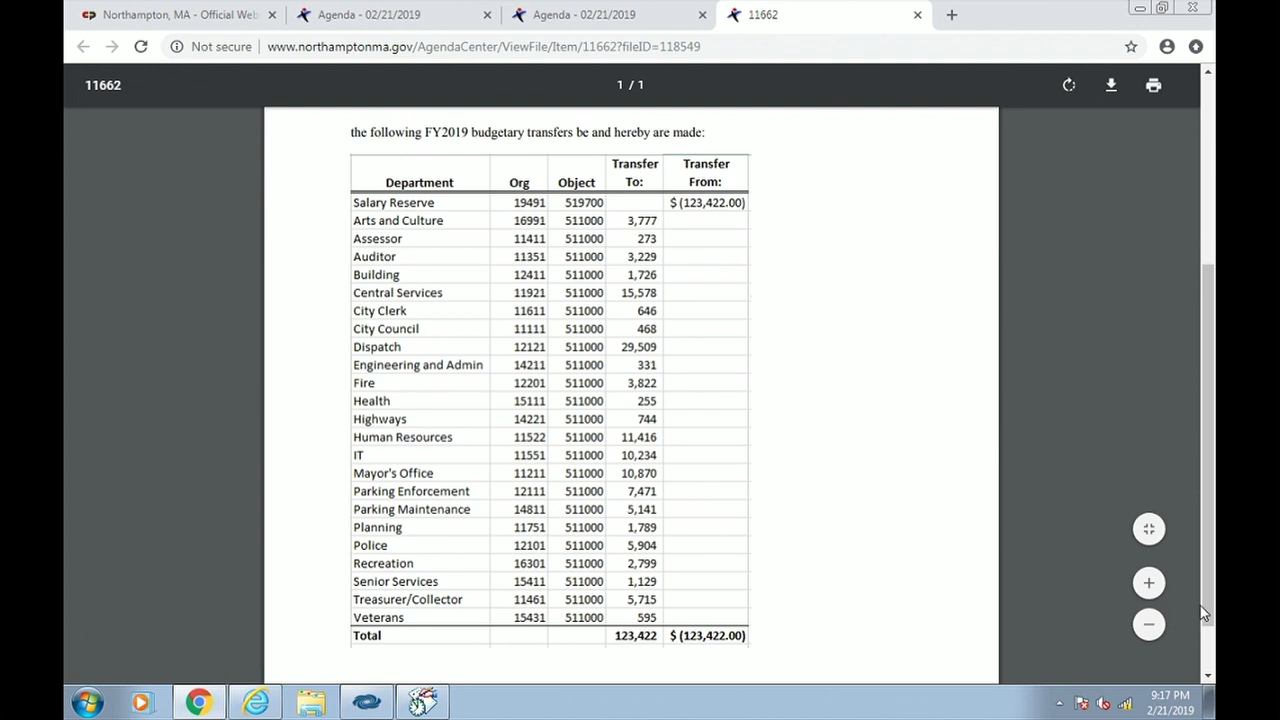 Northampton, MA - Official Web
Agenda - 02/21/2019
Agenda - 02/21/2019
11662
Not secure | www.northamptonma.gov/AgendaCenter/ViewFile/Item/11662?fileID=118549
11662
1 / 1
the following FY2019 budgetary transfers be and hereby are made:
Transfer Transfer
Department Org Object To: From:
Salary Reserve 19491 519700 $ (123,422.00)
Arts and Culture 16991 511000 3,777
Assessor 11411 511000 273
Auditor 11351 511000 3,229
Building 12411 511000 1,726
Central Services 11921 511000 15,578
City Clerk 11611 511000 646
City Council 11111 511000 468
Dispatch 12121 511000 29,509
Engineering and Admin 14211 511000 331
Fire 12201 511000 3,822
Health 15111 511000 255
Highways 14221 511000 744
Human Resources 11522 511000 11,416
IT 11551 511000 10,234
Mayor's Office 11211 511000 10,870
Parking Enforcement 12111 511000 7,471
Parking Maintenance 14811 511000 5,141
Planning 11751 511000 1,789
Police 12101 511000 5,904
Recreation 16301 511000 2,799
Senior Services 15411 511000 1,129
Treasurer/Collector 11461 511000 5,715
Veterans 15431 511000 595
Total 123,422 $ (123,422.00)
9:17 PM
2/21/2019